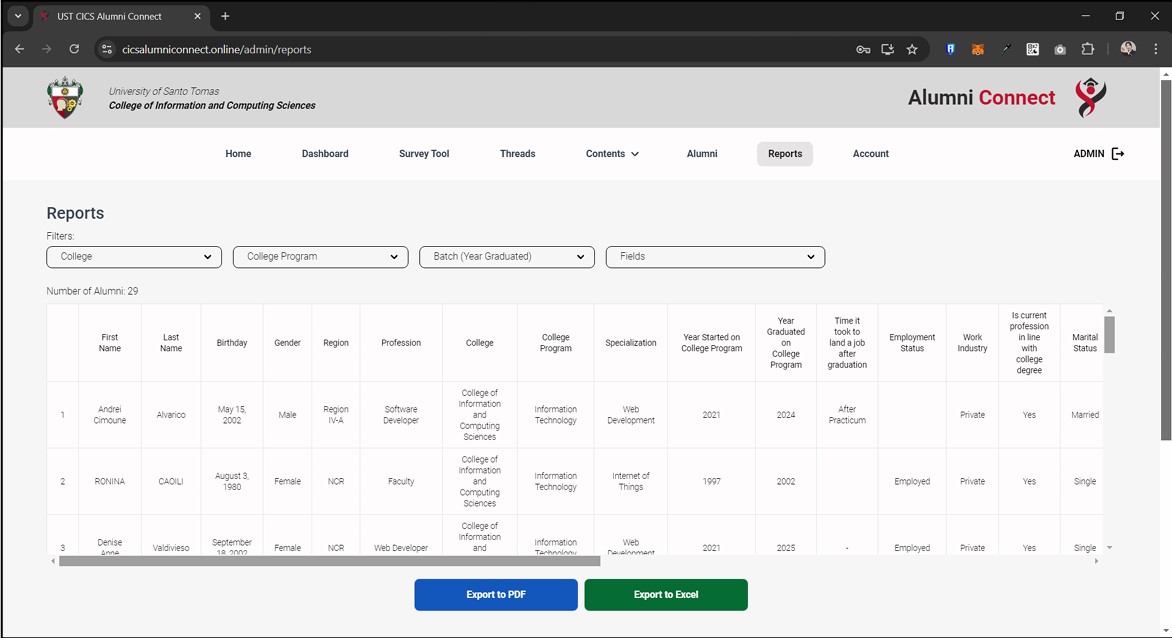 UST CICS Alumni Connect
cicsalumniconnect.online/admin/reports
University of Santo Tomas
College of Information and Computing Sciences
Alumni Connect
Home Dashboard Survey Tool Threads Contents Alumni Reports Account ADMIN
Reports
Filters:
College College Program Batch (Year Graduated) Fields
Number of Alumni: 29
First Name Last Name Birthday Gender Region Profession College College Program Specialization Year Started on College Program Year Graduated on College Program Time it took to land a job after graduation Employment Status Work Industry Is current profession in line with college degree Marital Status
1 Andrei Cimoune Alvarico May 15, 2002 Male Region IV-A Software Developer College of Information and Computing Sciences Information Technology Web Development 2021 2024 After Practicum Private Yes Married
2 RONINA CAOILI August 3, 1980 Female NCR Faculty College of Information and Computing Sciences Information Technology Internet of Things 1997 2002 Employed Private Yes Single
3 Denise Anne Valdivieso September 18, 2002 Female NCR Web Developer College of Information and Information Technology Web Development 2021 2025 - Employed Private Yes Single
Export to PDF Export to Excel